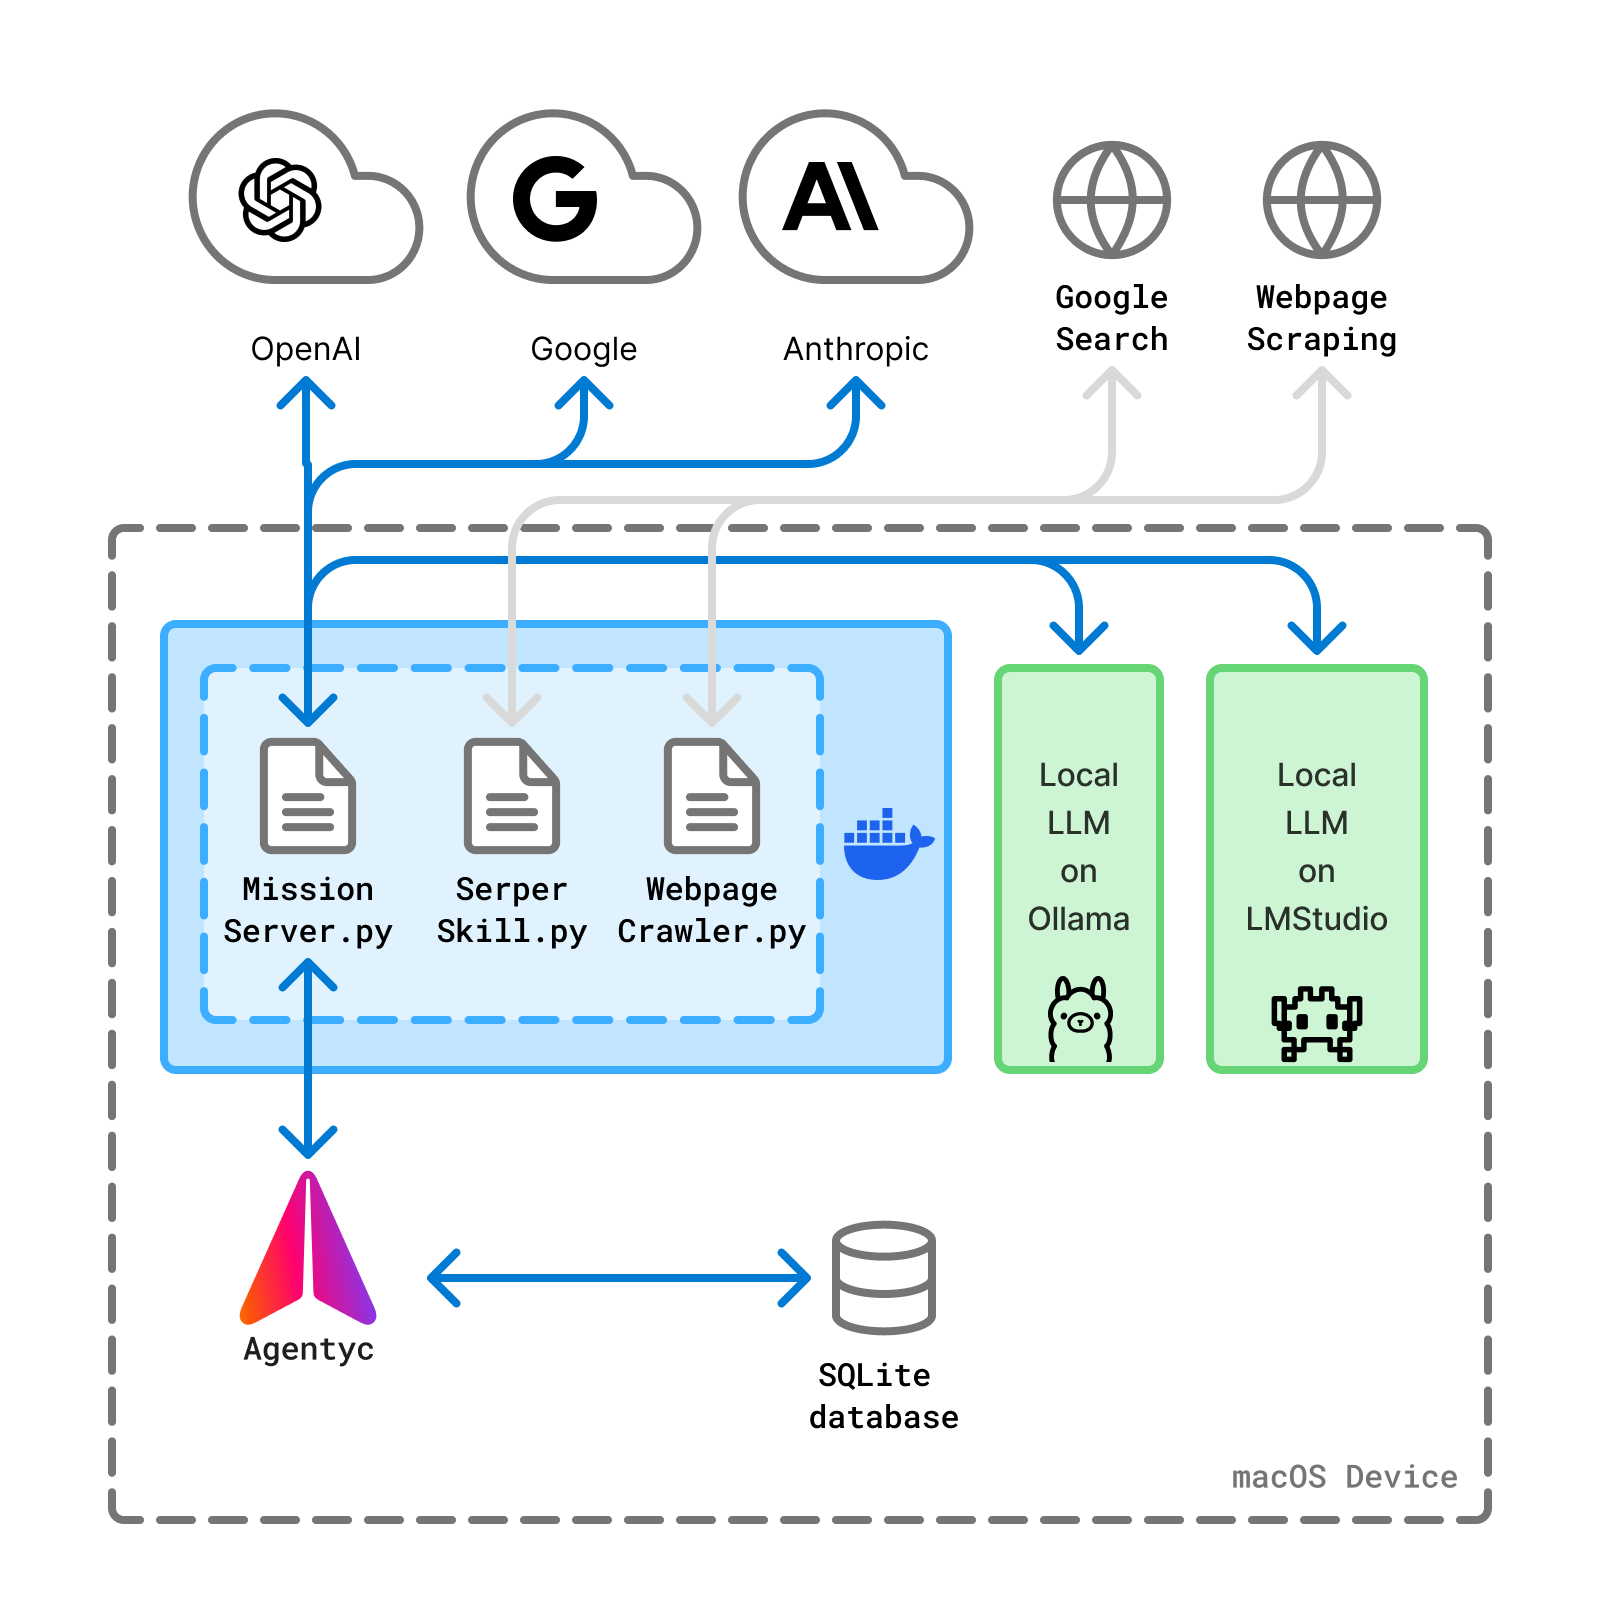 OpenAI
Google
Anthropic
Google
Search
Webpage
Scraping
Mission
Server.py
Serper
Skill.py
Webpage
Crawler.py
Local
LLM
on
Ollama
Local
LLM
on
LMStudio
Agentyc
SQLite
database
macOS Device